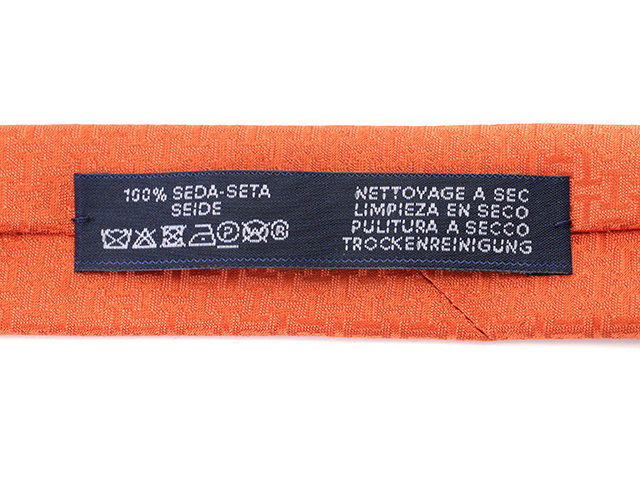 100% SEDA-SETA
SEIDE
P W R
NETTOYAGE A SEC
LIMPIEZA EN SECO
PULITURA A SECCO
TROCKENREINIGUNG